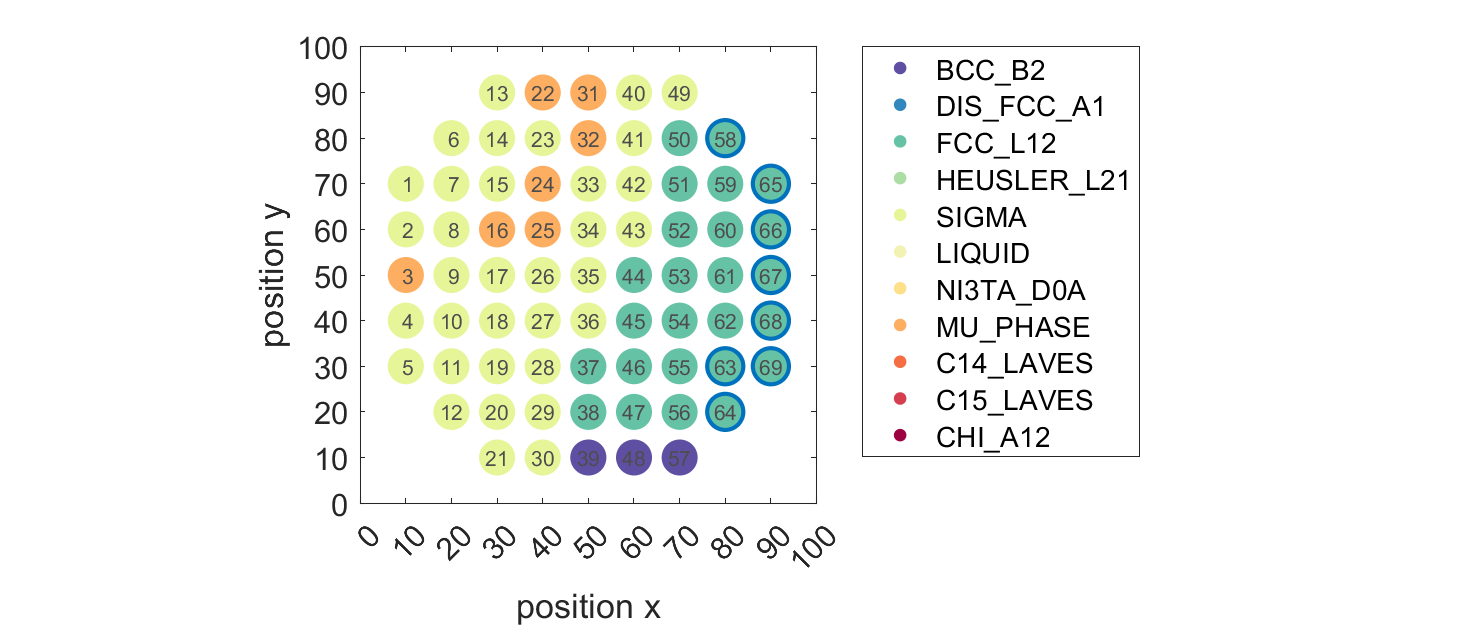 100
90
80
70
60
50
40
30
20
10
0
position y
13 22 31 40 49
6 14 23 32 41 50 58
1 7 15 24 33 42 51 59 65
2 8 16 25 34 43 52 60 66
3 9 17 26 35 44 53 61 67
4 10 18 27 36 45 54 62 68
5 11 19 28 37 46 55 63 69
12 20 29 38 47 56 64
21 30 39 48 57
0 10 20 30 40 50 60 70 80 90 100
position x
BCC_B2
DIS_FCC_A1
FCC_L12
HEUSLER_L21
SIGMA
LIQUID
NI3TA_D0A
MU_PHASE
C14_LAVES
C15_LAVES
CHI_A12